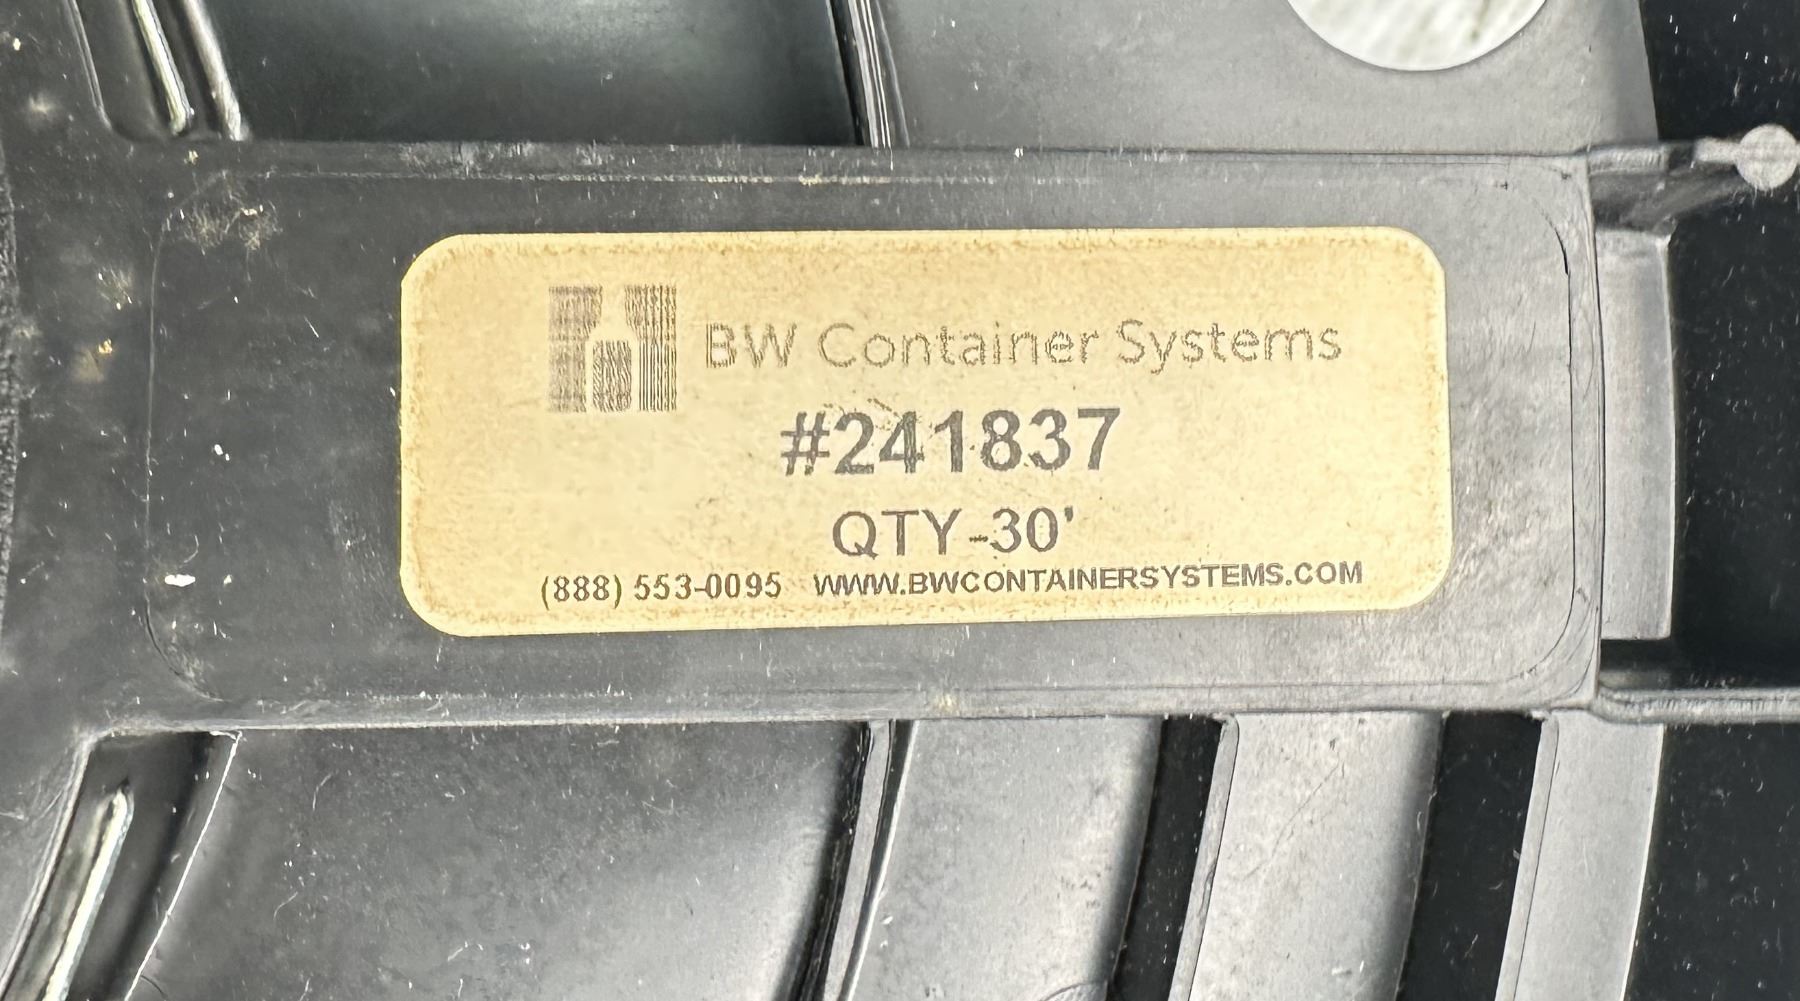 BW Container Systems
#241837
QTY-30'
(888) 553-0095 WWW.BWCONTAINERSYSTEMS.COM